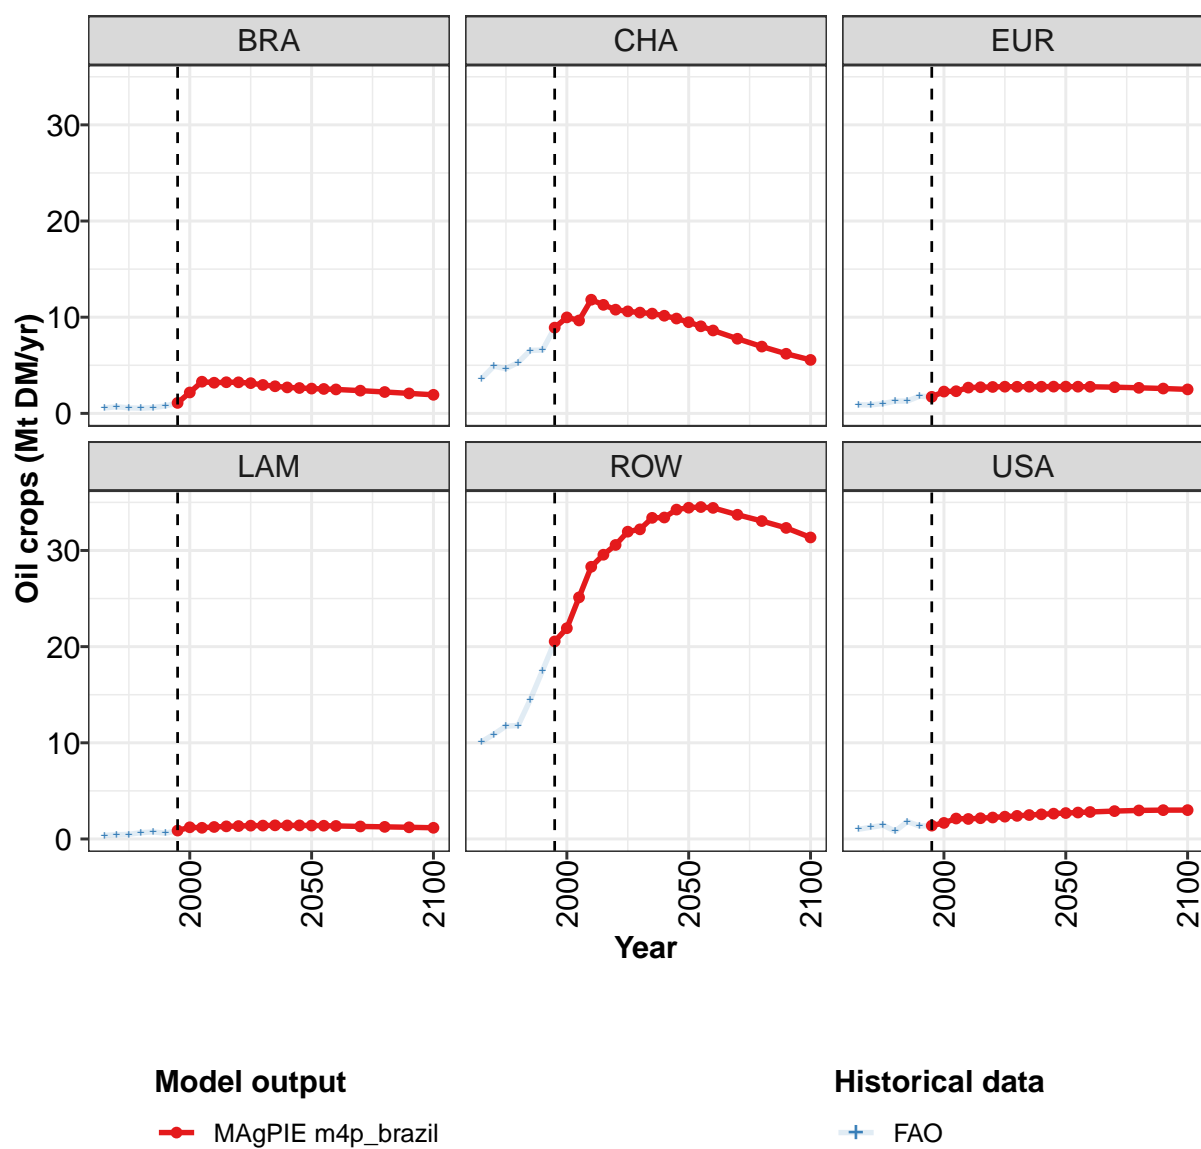 BRA
CHA
EUR
30
20
10
0
LAM
ROW
USA
30
20
10
0
Oil crops (Mt DM/yr)
2000
2050
2100
2000
2050
2100
2000
2050
2100
Year
Model output
Historical data
MAgPIE m4p_brazil
FAO